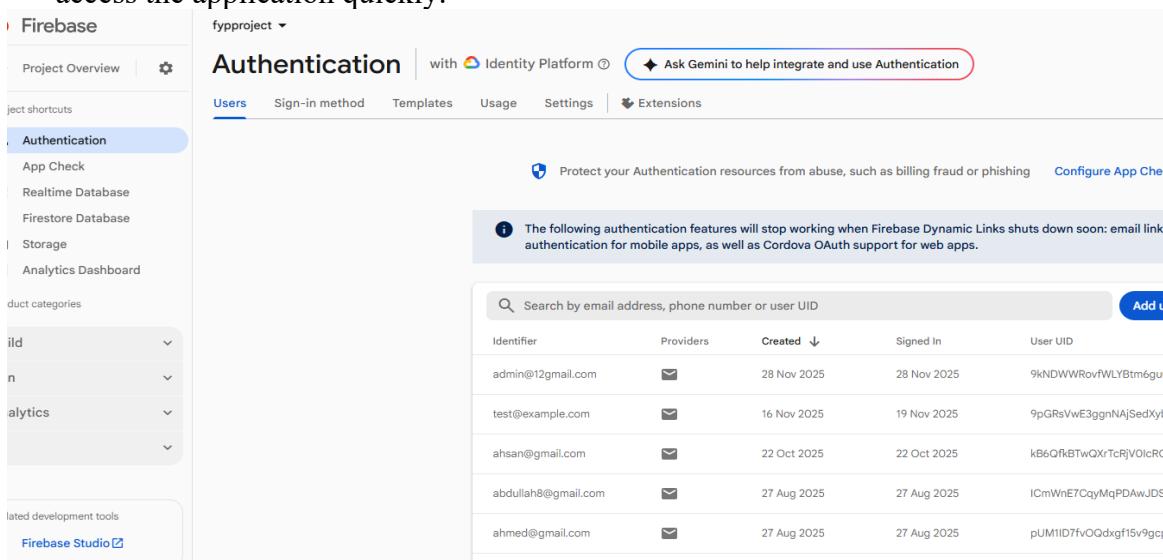 access the application quickly.
Firebase
fypproject
Project Overview
Authentication
with Identity Platform
Ask Gemini to help integrate and use Authentication
Users Sign-in method Templates Usage Settings Extensions
ject shortcuts
Authentication
App Check
Realtime Database
Firestore Database
Storage
Analytics Dashboard
duct categories
ild
n
alytics
lated development tools
Firebase Studio
Protect your Authentication resources from abuse, such as billing fraud or phishing Configure App Che
The following authentication features will stop working when Firebase Dynamic Links shuts down soon: email link
authentication for mobile apps, as well as Cordova OAuth support for web apps.
Search by email address, phone number or user UID
Add u
Identifier Providers Created Signed In User UID
admin@12gmail.com 28 Nov 2025 28 Nov 2025
test@example.com 16 Nov 2025 19 Nov 2025
ahsan@gmail.com 22 Oct 2025 22 Oct 2025
abdullah8@gmail.com 27 Aug 2025 27 Aug 2025
ahmed@gmail.com 27 Aug 2025 27 Aug 2025